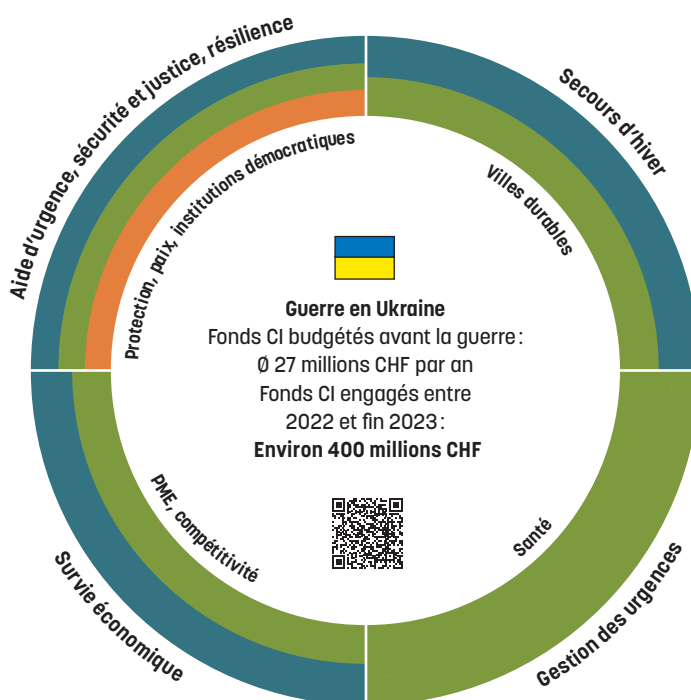 Aide d'urgence, sécurité et justice, résilience
Secours d'hiver
Protection, paix, institutions démocratiques
Villes durables
Guerre en Ukraine
Fonds CI budgétés avant la guerre :
Ø 27 millions CHF par an
Fonds CI engagés entre
2022 et fin 2023 :
Environ 400 millions CHF
PME, compétitivité
Santé
Survie économique
Gestion des urgences